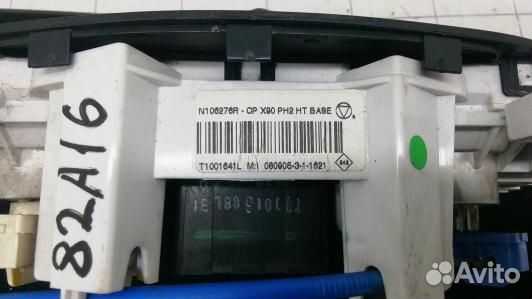 N106276R - CP X90 PH2 HT BASE
R
T1001641L M: 080905-3-1-1621
82A16
Avito